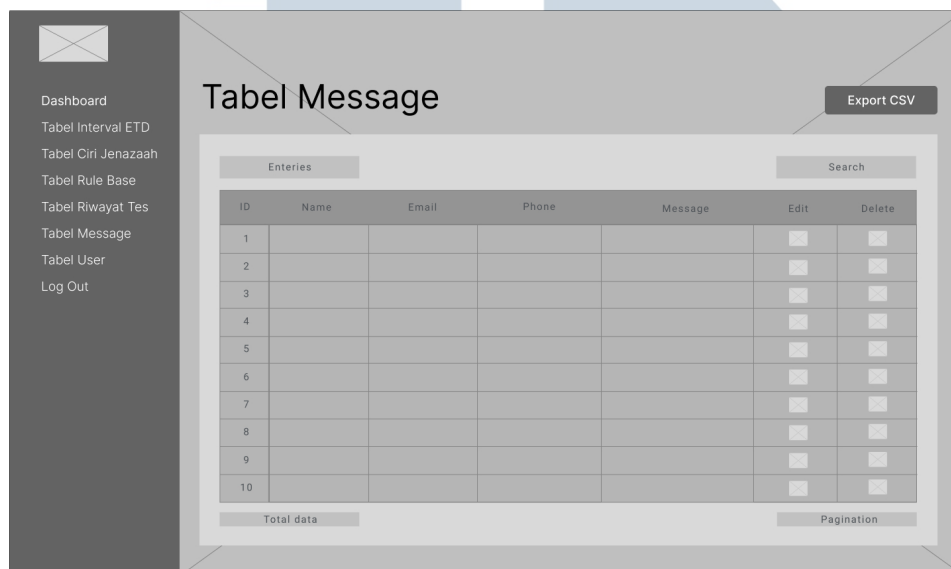 Dashboard
Tabel Interval ETD
Tabel Ciri Jenazaah
Tabel Rule Base
Tabel Riwayat Tes
Tabel Message
Tabel User
Log Out
Tabel Message
Export CSV
Enteries
Search
ID Name Email Phone Message Edit Delete
1
2
3
4
5
6
7
8
9
10
Total data
Pagination